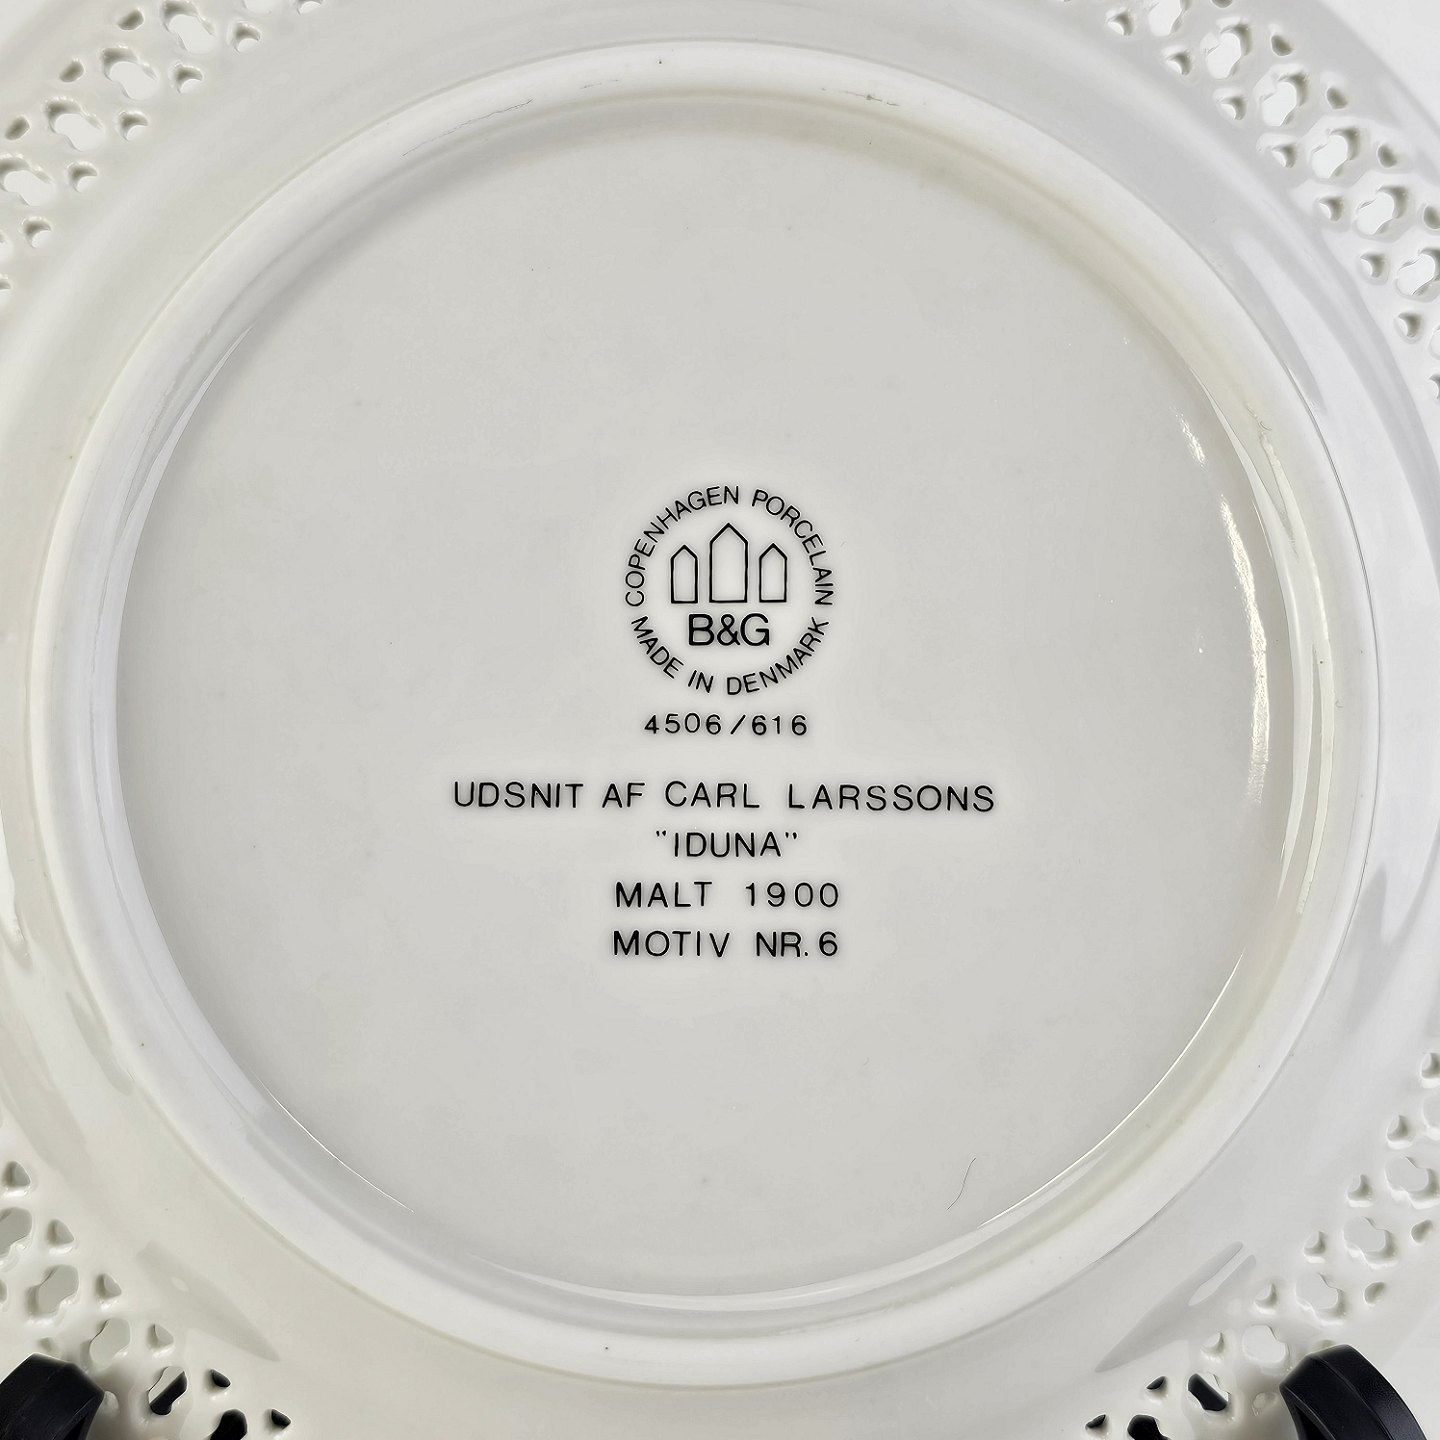 COPENHAGEN PORCELAIN
B&G
MADE IN DENMARK
4506/616
UDSNIT AF CARL LARSSONS
"IDUNA"
MALT 1900
MOTIV NR. 6